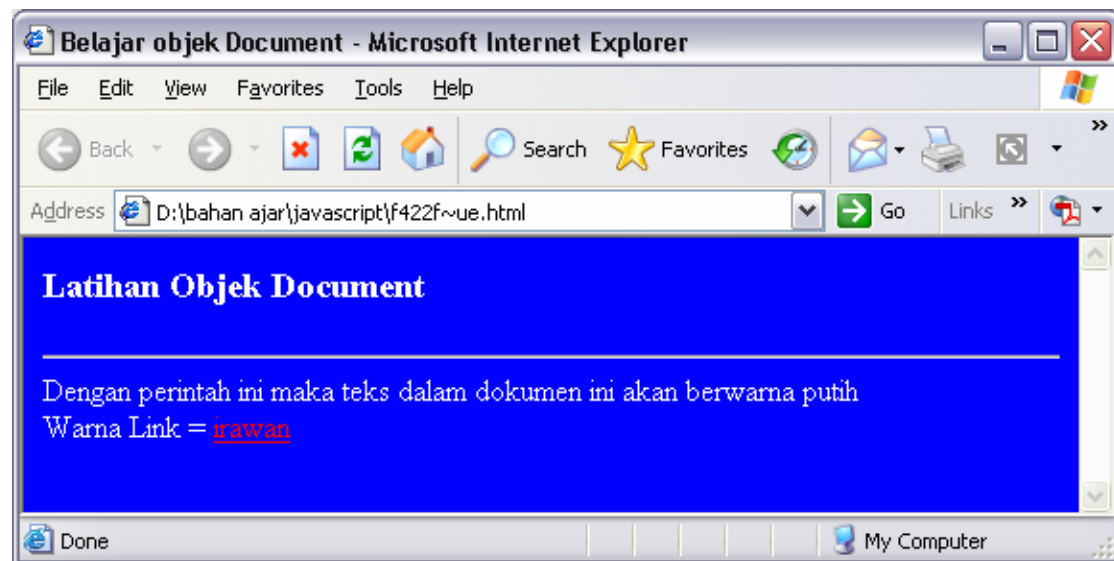 Belajar objek Document - Microsoft Internet Explorer
File Edit View Favorites Tools Help
Back Search Favorites »
Address D:\bahan ajar\javascript\f422f~ue.html Go Links »
Latihan Objek Document
Dengan perintah ini maka teks dalam dokumen ini akan berwarna putih
Warna Link = irawan
Done My Computer